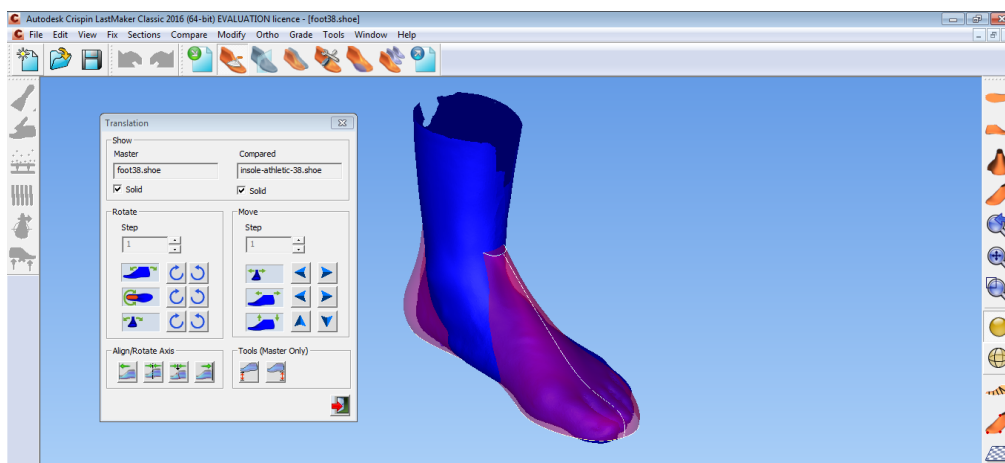 Autodesk Crispin LastMaker Classic 2016 (64-bit) EVALUATION licence - [foot38.shoe]
File Edit View Fix Sections Compare Modify Ortho Grade Tools Window Help
Translation
Show
Master Compared
foot38.shoe insole-athletic-38.shoe
Solid Solid
Rotate Move
Step Step
1 1
Align/Rotate Axis Tools (Master Only)